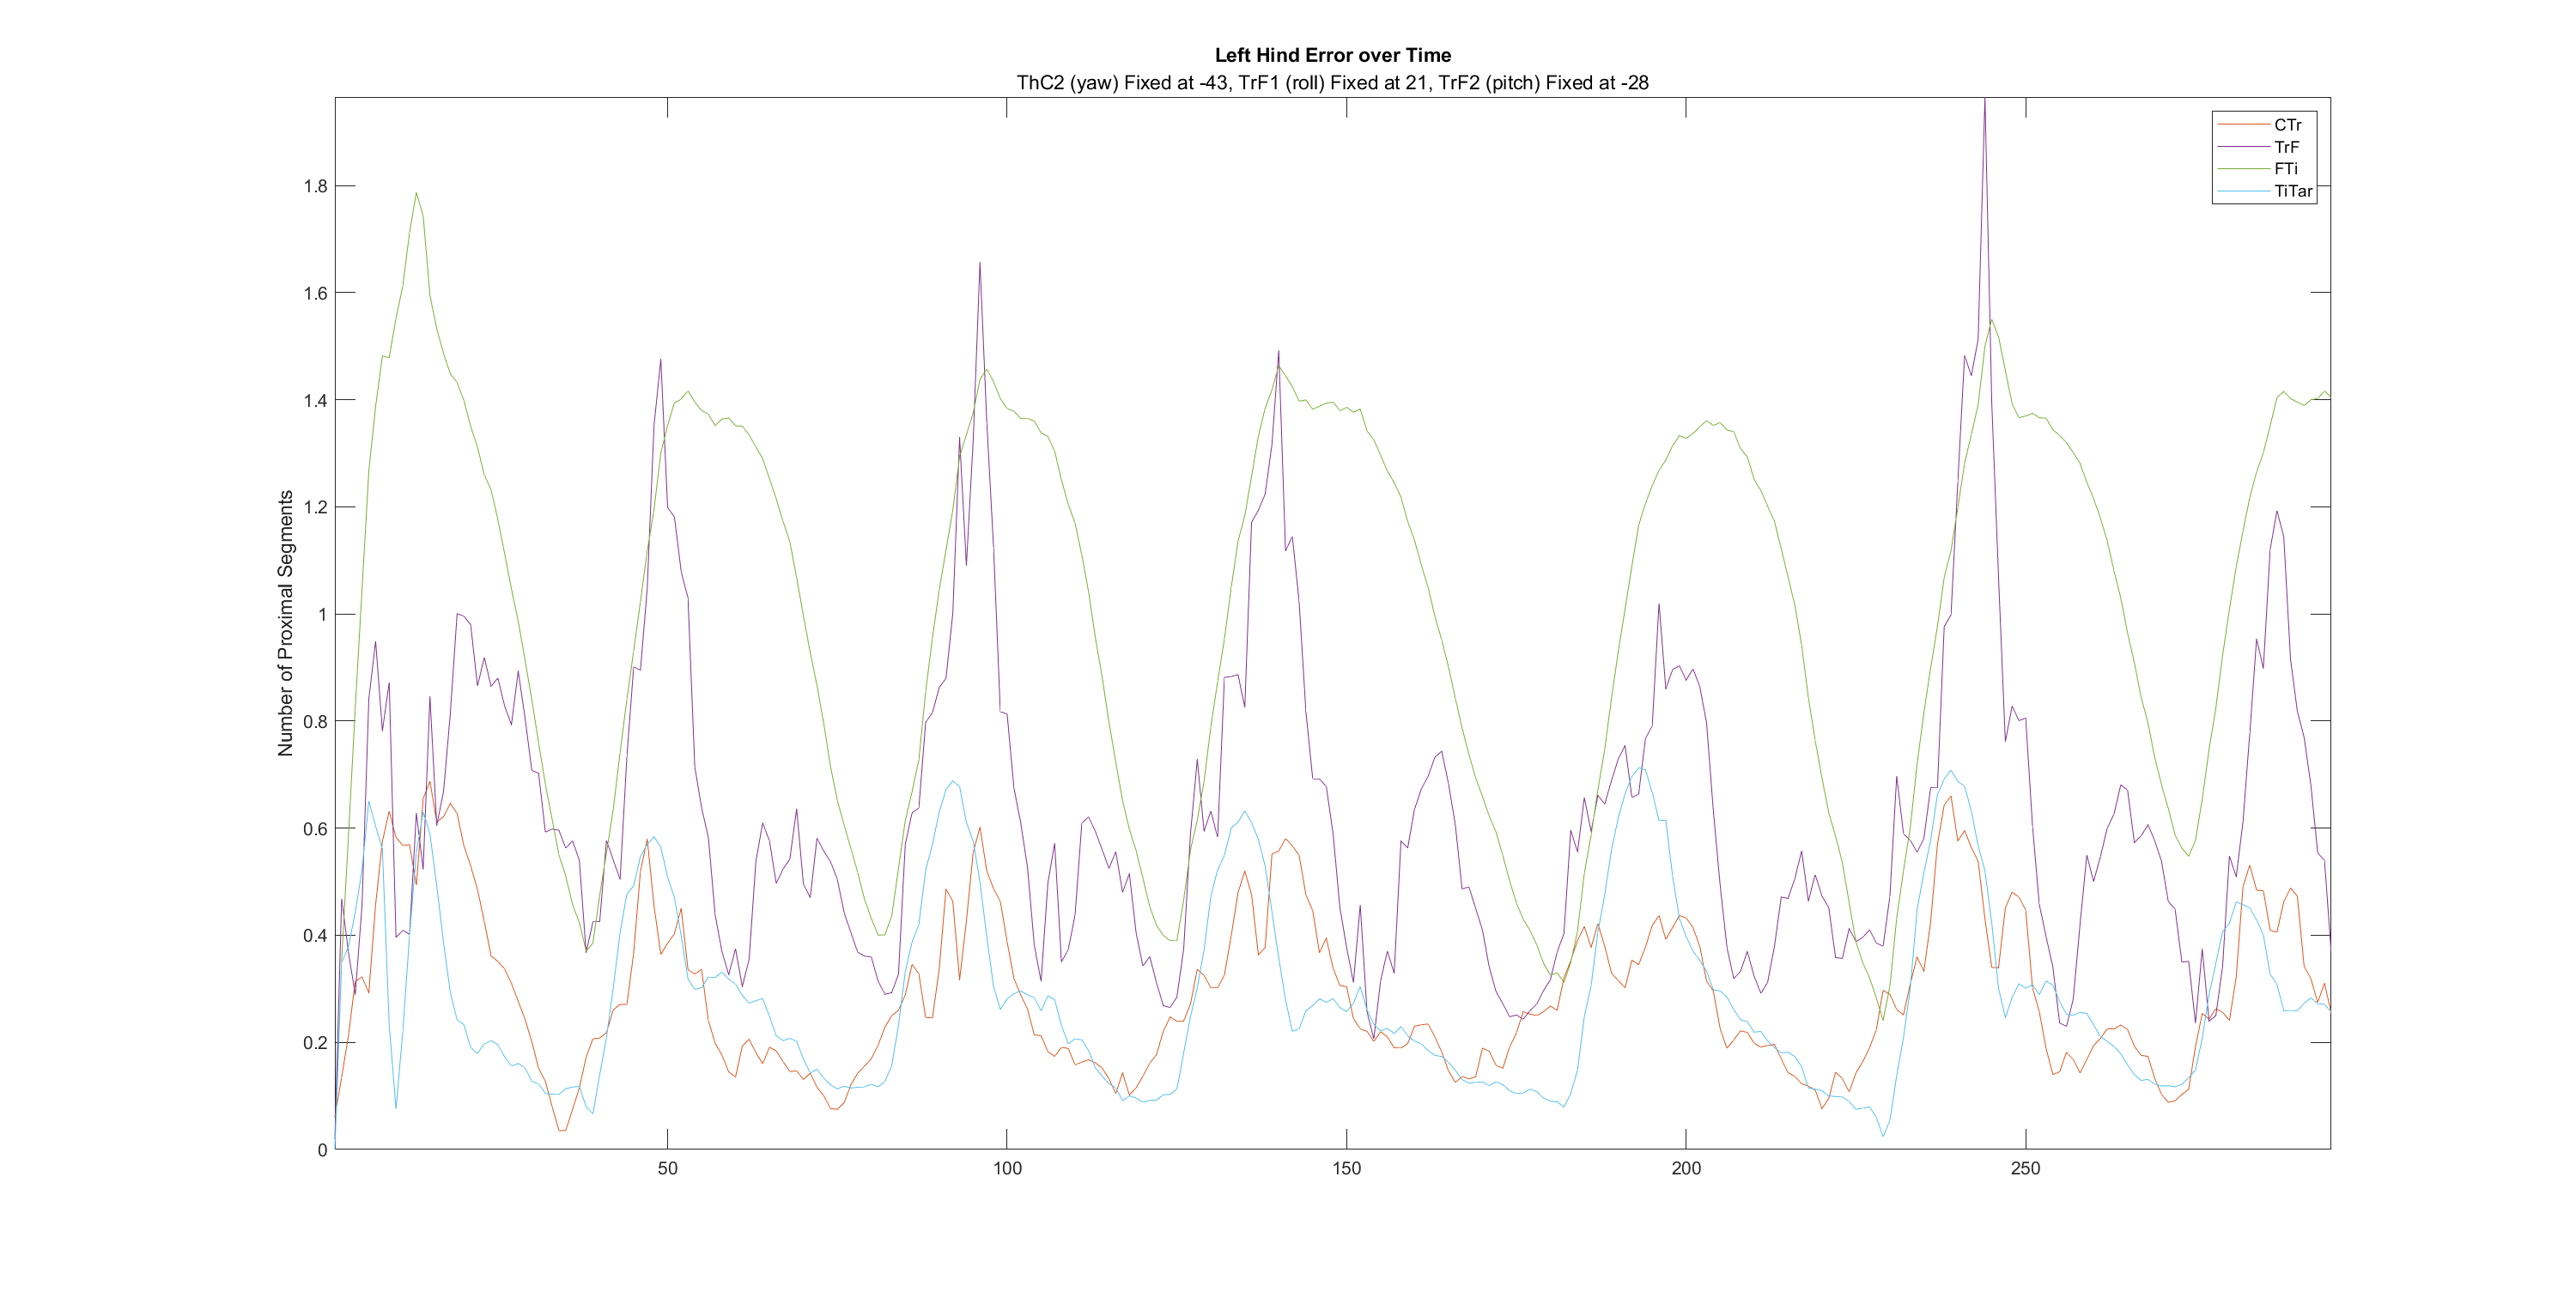 Left Hind Error over Time
ThC2 (yaw) Fixed at -43, TrF1 (roll) Fixed at 21, TrF2 (pitch) Fixed at -28
CTr
TrF
FTi
TiTar
Number of Proximal Segments
1.8
1.6
1.4
1.2
1
0.8
0.6
0.4
0.2
0
50
100
150
200
250